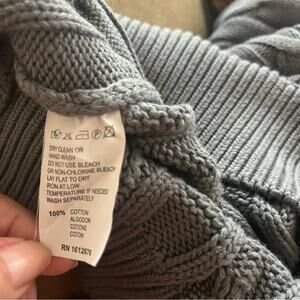 DRY CLEAN OR
HAND WASH
DO NOT USE BLEACH
OR NON-CHLORINE BLEACH
LAY FLAT TO DRY
IRON AT LOW
TEMPERATURE IF NEEDED
WASH SEPARATELY
100% COTTON
ALGODON
COTONE
COTON
RN 1612670